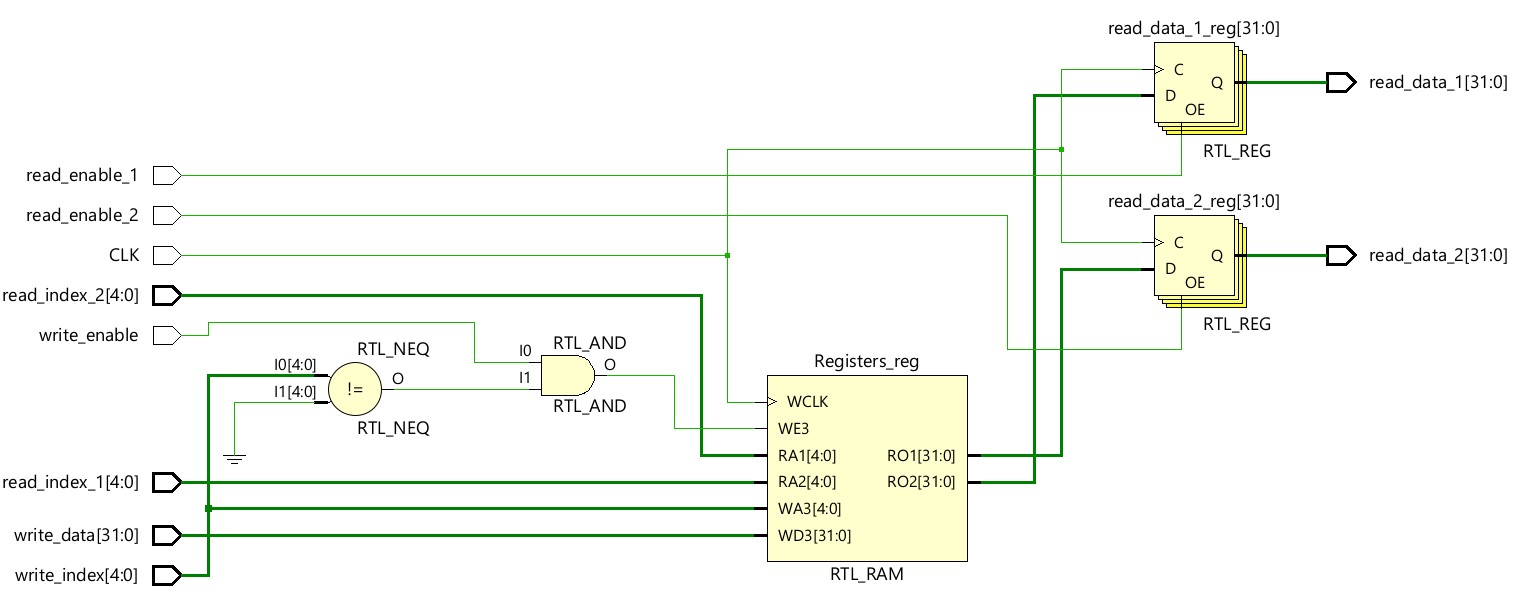 read_data_1_reg[31:0]
C
Q
D
OE
RTL_REG
read_data_1[31:0]
read_enable_1
read_enable_2
CLK
read_index_2[4:0]
write_enable
read_data_2_reg[31:0]
C
Q
D
OE
RTL_REG
read_data_2[31:0]
RTL_NEQ
I0[4:0]
I1[4:0]
!=
O
RTL_NEQ
RTL_AND
I0
I1
O
RTL_AND
Registers_reg
WCLK
WE3
RA1[4:0]
RO1[31:0]
RA2[4:0]
RO2[31:0]
WA3[4:0]
WD3[31:0]
RTL_RAM
read_index_1[4:0]
write_data[31:0]
write_index[4:0]